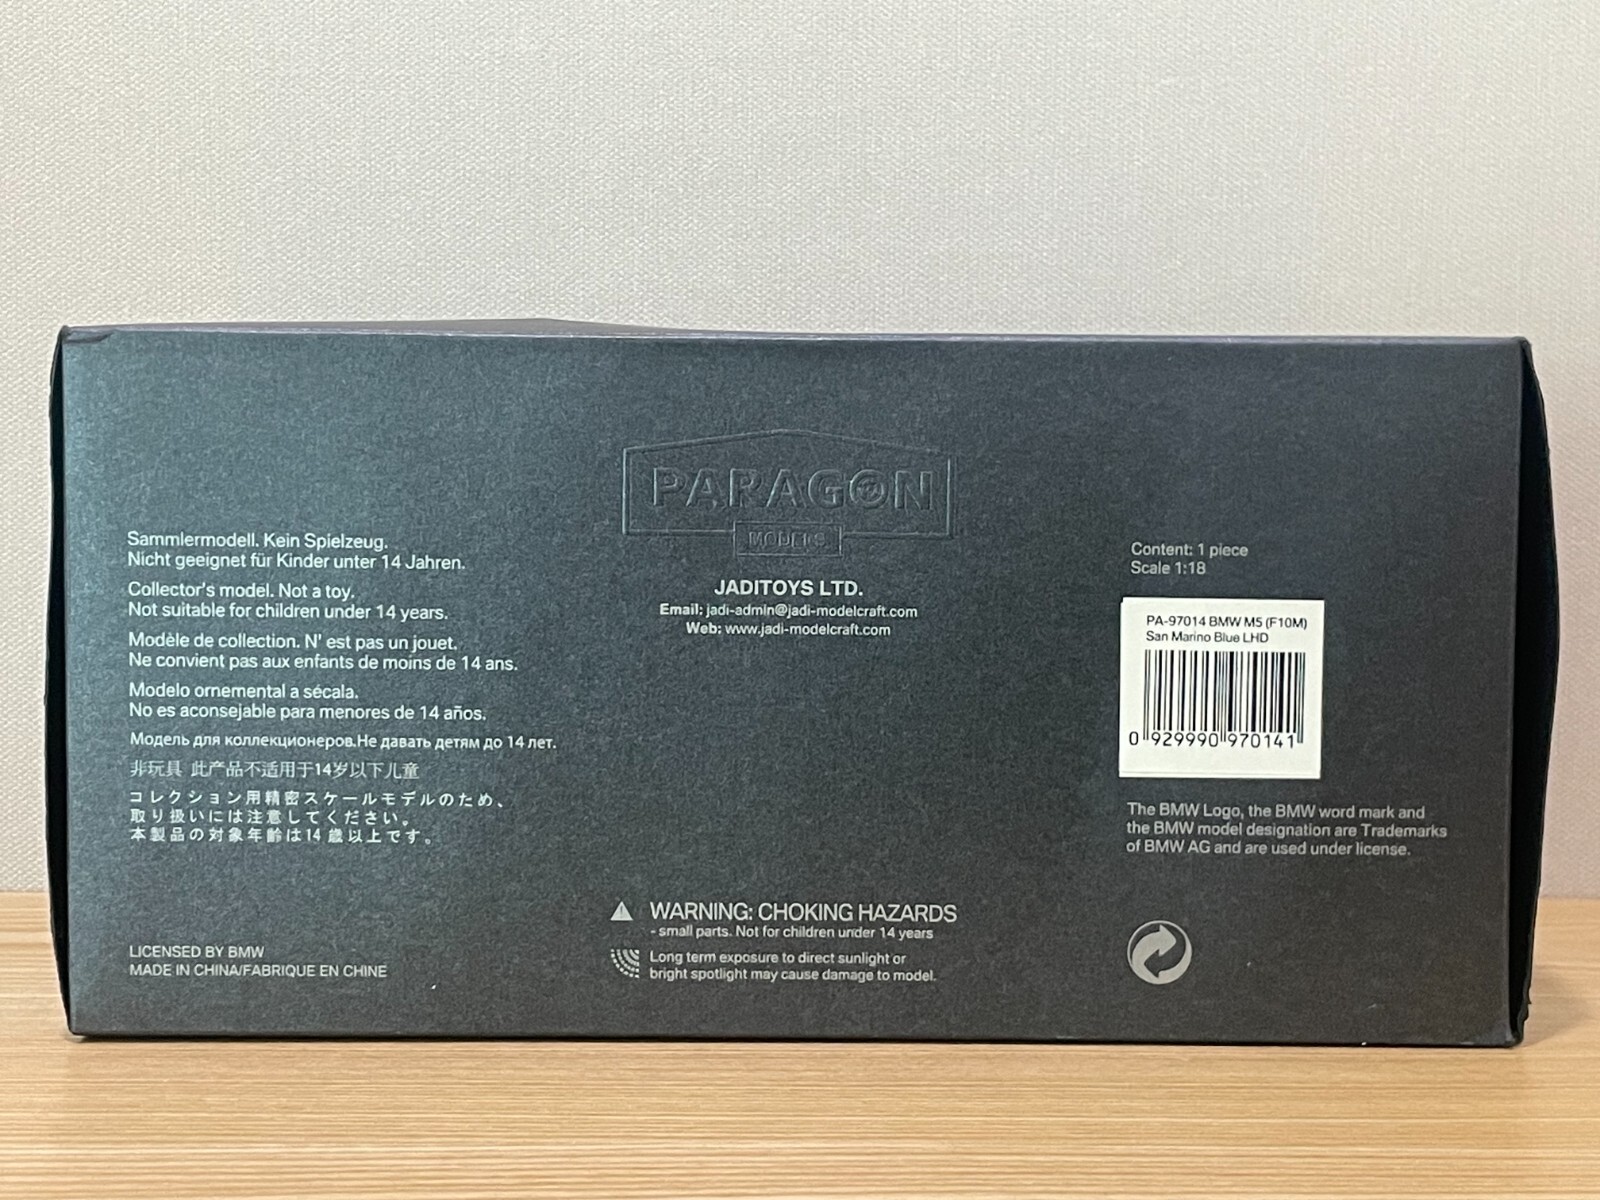 PARAGON
MODELS
JADITOYS LTD.
Email: jadi-admin@jadi-modelcraft.com
Web: www.jadi-modelcraft.com
Sammlermodell. Kein Spielzeug.
Nicht geeignet für Kinder unter 14 Jahren.
Collector's model. Not a toy.
Not suitable for children under 14 years.
Modèle de collection. N' est pas un jouet.
Ne convient pas aux enfants de moins de 14 ans.
Modelo ornemental a sécala.
No es aconsejable para menores de 14 años.
Модель для коллекционеров.Не давать детям до 14 лет.
非玩具 此产品不适用于14岁以下儿童
コレクション用精密スケールモデルのため、
取り扱いには注意してください。
本製品の対象年齢は14歳以上です。
LICENSED BY BMW
MADE IN CHINA/FABRIQUE EN CHINE
WARNING: CHOKING HAZARDS
- small parts. Not for children under 14 years
Long term exposure to direct sunlight or
bright spotlight may cause damage to model.
Content: 1 piece
Scale 1:18
PA-97014 BMW M5 (F10M)
San Marino Blue LHD
0 929990 970141
The BMW Logo, the BMW word mark and
the BMW model designation are Trademarks
of BMW AG and are used under license.